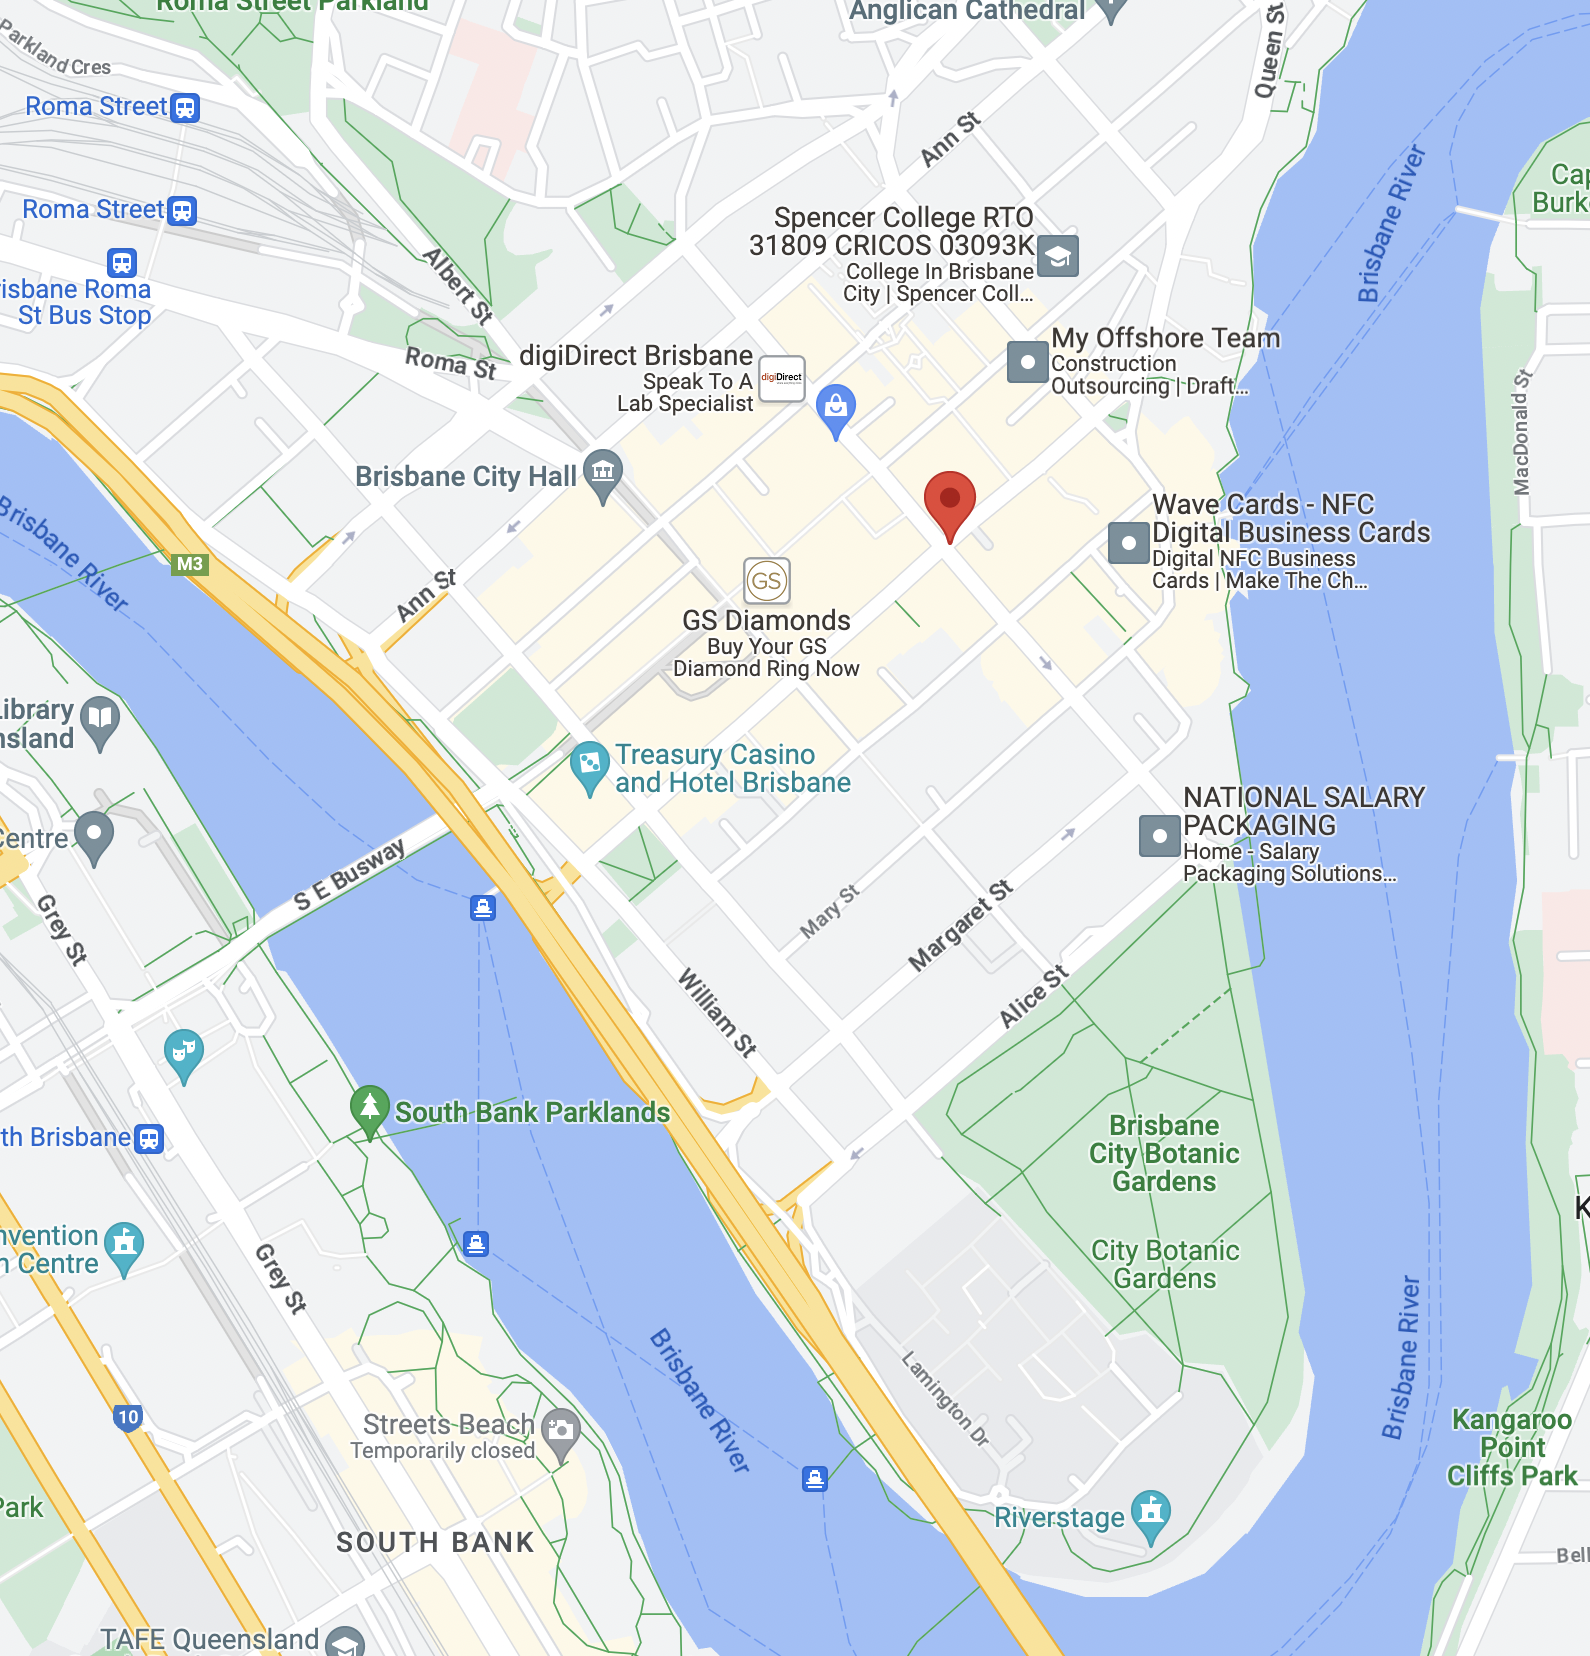 Roma Street Parkland
Anglican Cathedral
Queen St
Parkland Cres
Roma Street
Ann St
Brisbane River
Roma Street
Spencer College RTO
31809 CRICOS 03093K
College In Brisbane
City | Spencer Coll...
Albert St
risbane Roma
St Bus Stop
Roma St
digiDirect Brisbane
Speak To A
Lab Specialist
digiDirect
My Offshore Team
Construction
Outsourcing | Draft...
Cap
Burke
MacDonald St
Brisbane City Hall
Brisbane River
M3
Ann St
Wave Cards - NFC
Digital Business Cards
Digital NFC Business
Cards | Make The Ch...
GS
GS Diamonds
Buy Your GS
Diamond Ring Now
Library
nsland
Treasury Casino
and Hotel Brisbane
Centre
S E Busway
Grey St
NATIONAL SALARY
PACKAGING
Home - Salary
Packaging Solutions...
Mary St
Margaret St
Alice St
William St
South Bank Parklands
th Brisbane
Brisbane
City Botanic
Gardens
City Botanic
Gardens
K
nvention
n Centre
Grey St
Brisbane River
Brisbane River
Lamington Dr
10
Streets Beach
Temporarily closed
Kangaroo
Point
Cliffs Park
Park
Riverstage
SOUTH BANK
Bell
TAFE Queensland